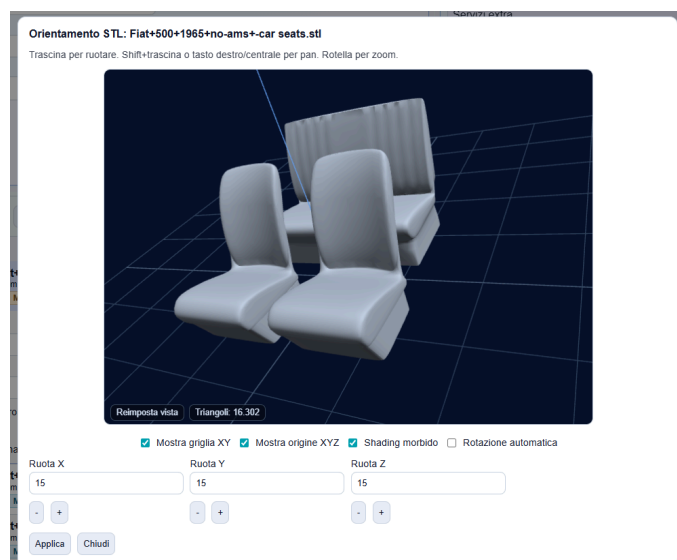 Servizi extra
Orientamento STL: Fiat+500+1965+no-ams+-car seats.stl
Trascina per ruotare. Shift+trascina o tasto destro/centrale per pan. Rotella per zoom.
Reimposta vista Triangoli: 16.302
Mostra griglia XY Mostra origine XYZ Shading morbido Rotazione automatica
Ruota X Ruota Y Ruota Z
15 15 15
- + - + - +
Applica Chiudi